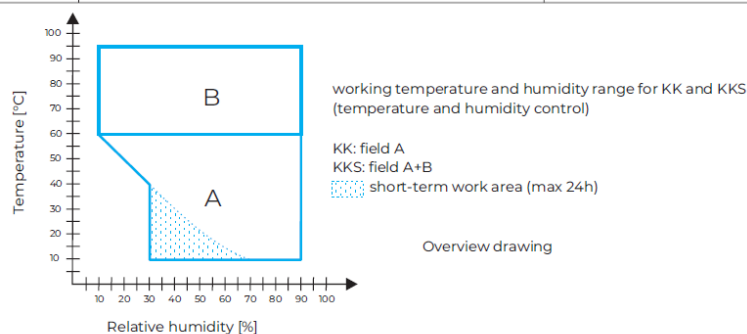 100
90
80
70
60
50
40
30
20
10
Temperature [°C]
B
A
10 20 30 40 50 60 70 80 90 100
Relative humidity [%]
working temperature and humidity range for KK and KKS
(temperature and humidity control)
KK: field A
KKS: field A+B
short-term work area (max 24h)
Overview drawing